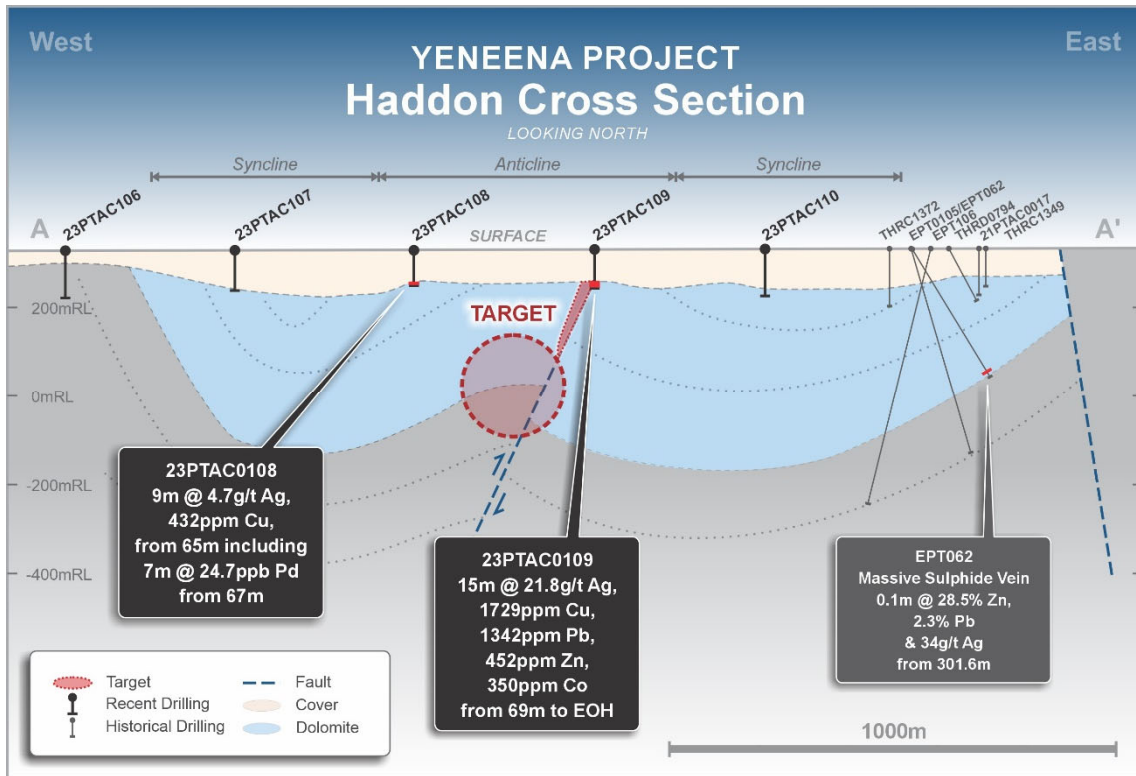 West
East
YENEENA PROJECT
Haddon Cross Section
LOOKING NORTH
Syncline
Anticline
Syncline
A
23PTAC106
23PTAC107
23PTAC108
SURFACE
23PTAC109
23PTAC110
THRC1372
EPT0105/EPT062
EPT106
THRD0794
21PTAC0017
THRC1349
A'
200mRL
TARGET
0mRL
-200mRL
-400mRL
23PTAC0108
9m @ 4.7g/t Ag,
432ppm Cu,
from 65m including
7m @ 24.7ppb Pd
from 67m
23PTAC0109
15m @ 21.8g/t Ag,
1729ppm Cu,
1342ppm Pb,
452ppm Zn,
350ppm Co
from 69m to EOH
EPT062
Massive Sulphide Vein
0.1m @ 28.5% Zn,
2.3% Pb
& 34g/t Ag
from 301.6m
Target
Recent Drilling
Historical Drilling
Fault
Cover
Dolomite
1000m